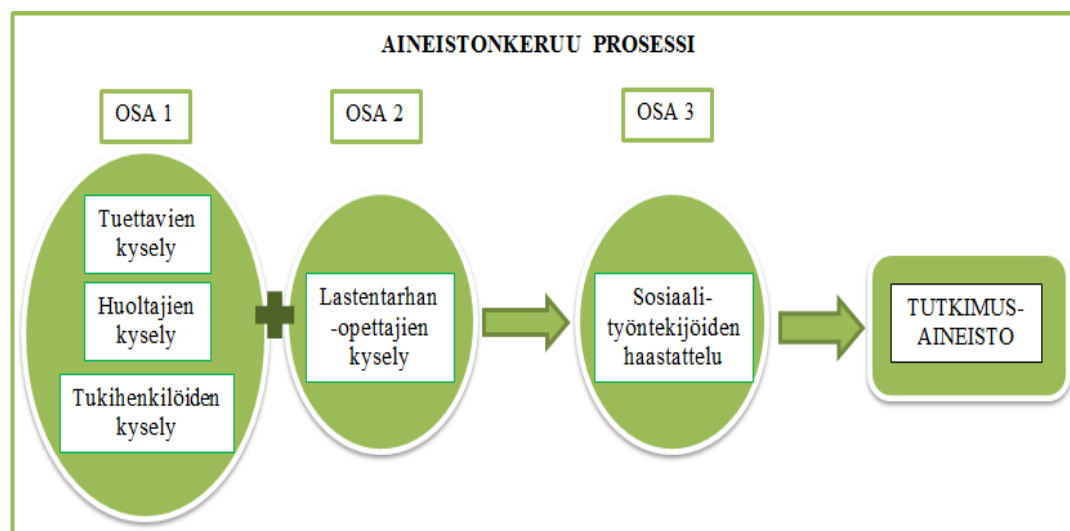 AINEISTONKERUU PROSESSI
OSA 1
OSA 2
OSA 3
Tuettavien
kysely
Huoltajien
kysely
Tukihenkilöiden
kysely
Lastentarhan
-opettajien
kysely
Sosiaali-
työntekijöiden
haastattelu
TUTKIMUS-
AINEISTO